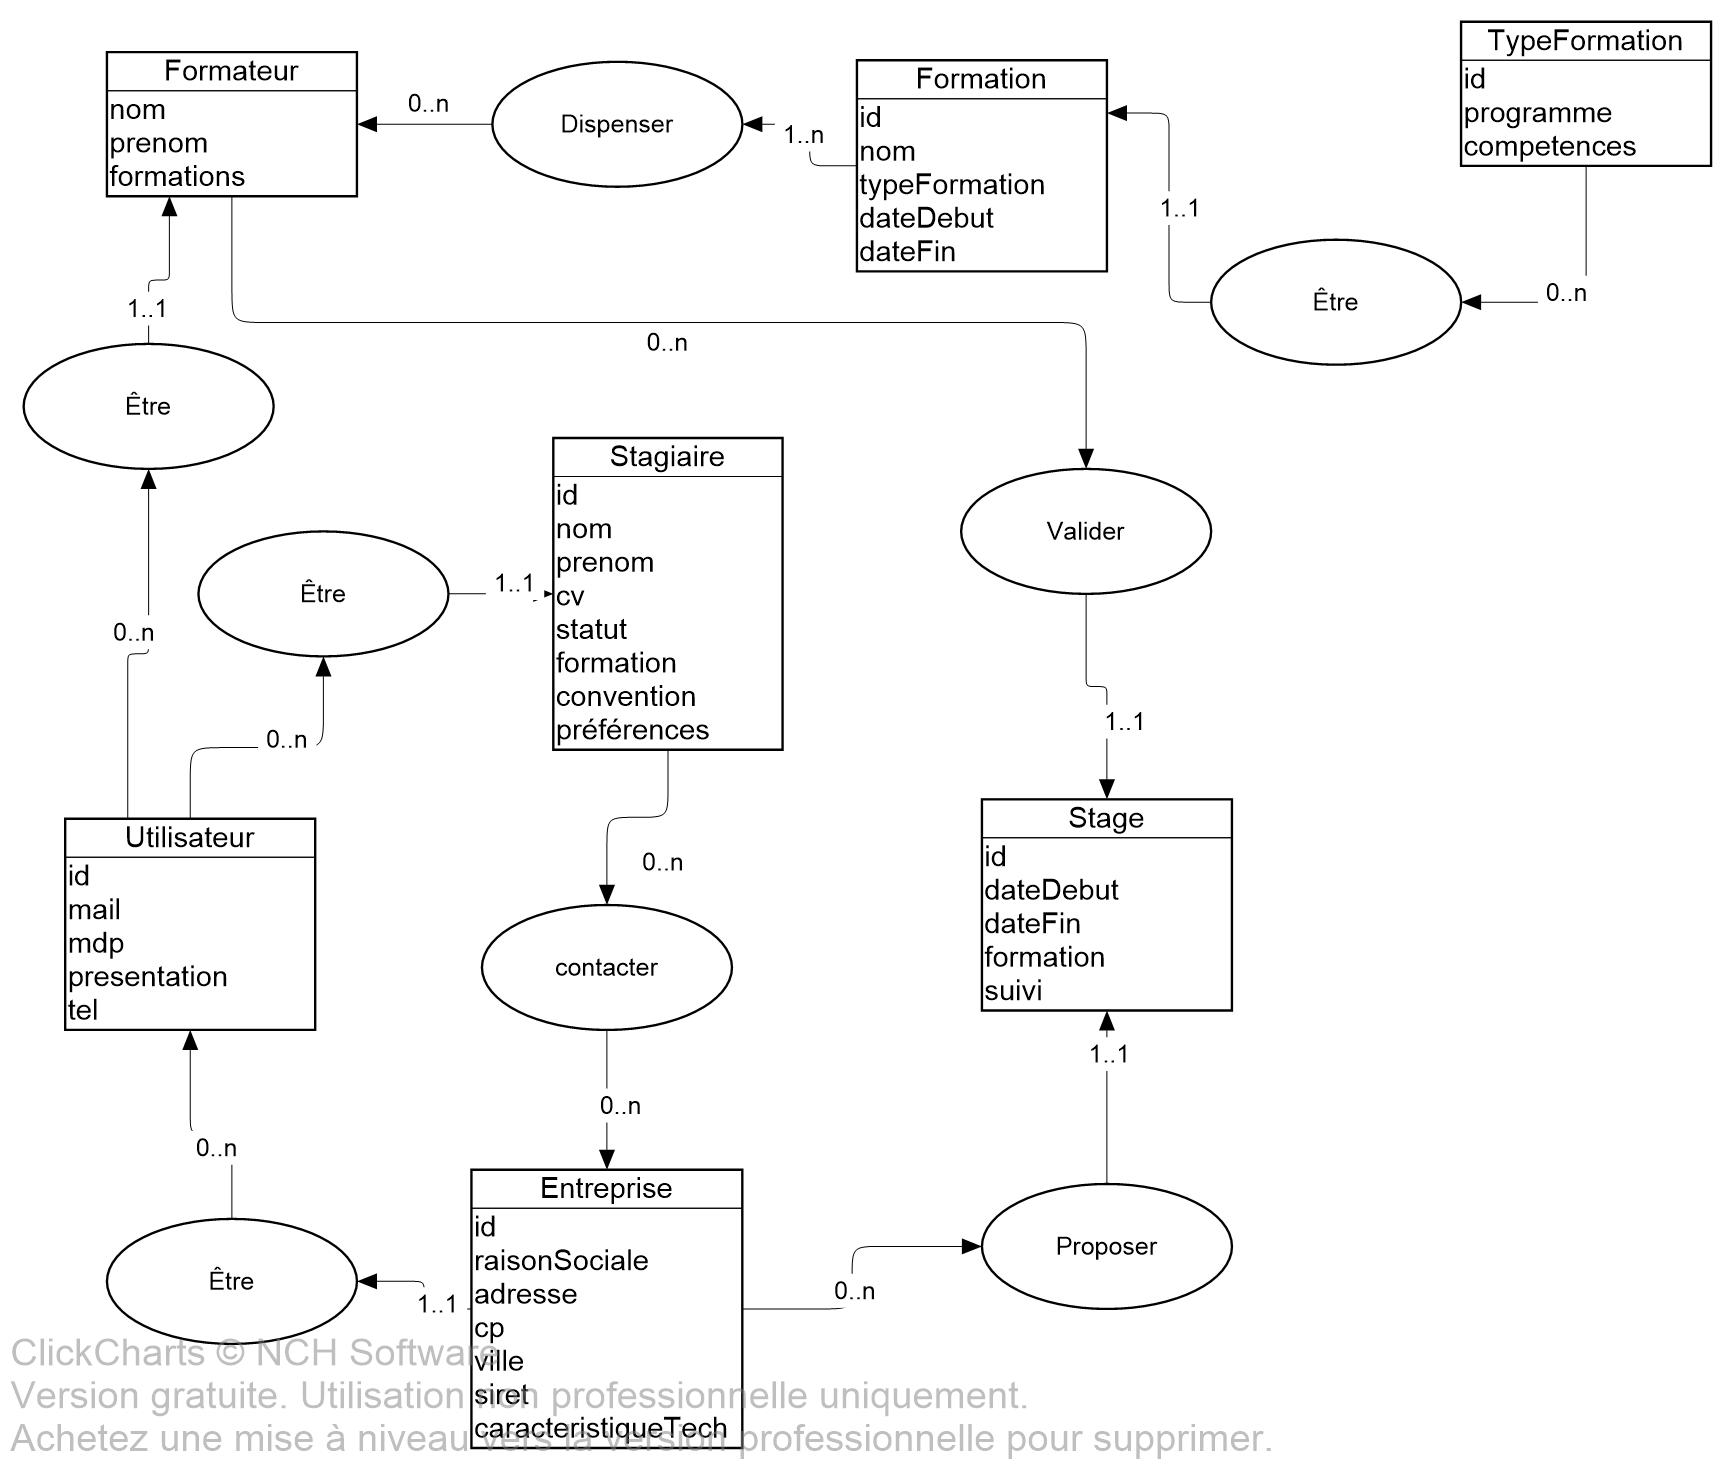 TypeFormation
id
programme
competences
Formateur
nom
prenom
formations
0..n
Dispenser
1..n
Formation
id
nom
typeFormation
dateDebut
dateFin
1..1
0..n
Être
1..1
0..n
Être
Stagiaire
id
nom
prenom
cv
statut
formation
convention
préférences
Valider
Être
1..1
0..n
0..n
1..1
Utilisateur
id
mail
mdp
presentation
tel
0..n
contacter
Stage
id
dateDebut
dateFin
formation
suivi
1..1
0..n
0..n
Entreprise
id
raisonSociale
adresse
cp
ville
siret
caracteristiqueTech
Proposer
Être
1..1
0..n
ClickCharts © NCH Software
Version gratuite. Utilisation non professionnelle uniquement.
Achetez une mise à niveau vers la version professionnelle pour supprimer.